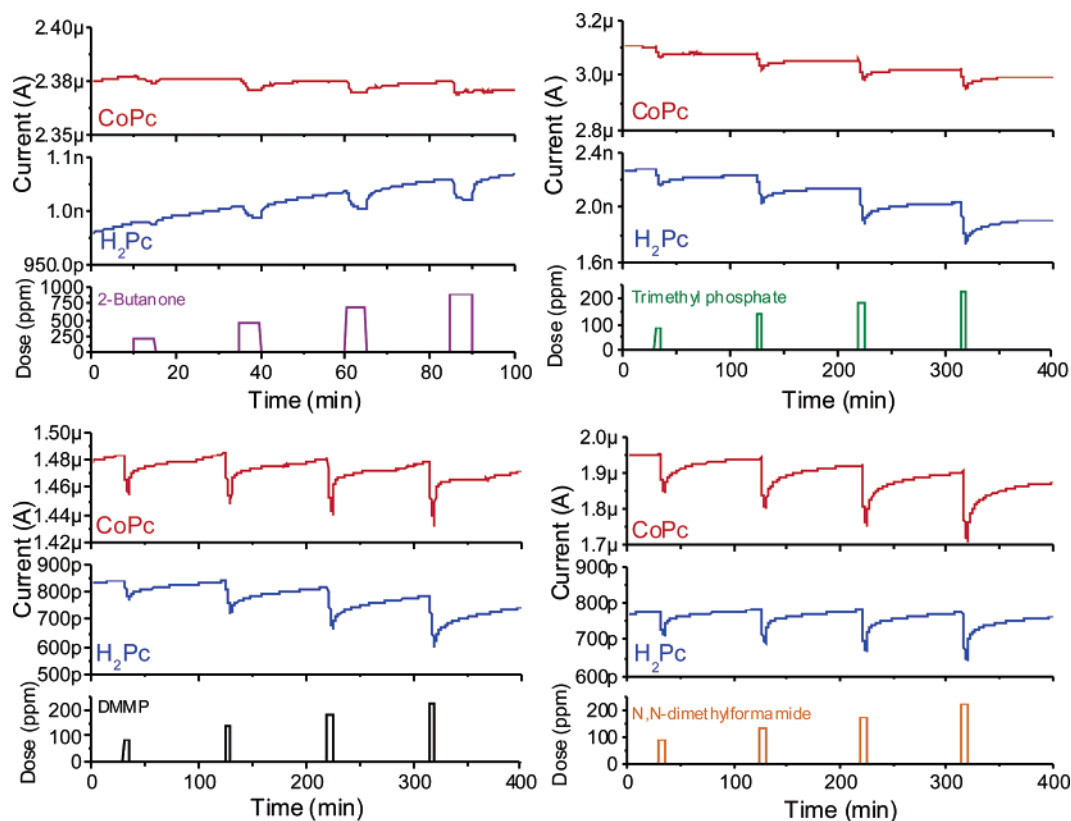 2.40µ
2.38µ
2.35µ
CoPc
1.1n
1.0n
950.0p
H₂Pc
Current (A)
1000
750
500
250
0
Dose (ppm)
2-Butanone
0 20 40 60 80 100
Time (min)
3.2µ
3.0µ
2.8µ
CoPc
2.4n
2.0n
1.6n
H₂Pc
Current (A)
200
100
0
Dose (ppm)
Trimethyl phosphate
0 100 200 300 400
Time (min)
1.50µ
1.48µ
1.46µ
1.44µ
1.42µ
CoPc
900p
800p
700p
600p
500p
H₂Pc
Current (A)
200
100
0
Dose (ppm)
DMMP
0 100 200 300 400
Time (min)
2.0µ
1.9µ
1.8µ
1.7µ
CoPc
900p
800p
700p
600p
H₂Pc
Current (A)
200
100
0
Dose (ppm)
N,N-dimethylformamide
0 100 200 300 400
Time (min)